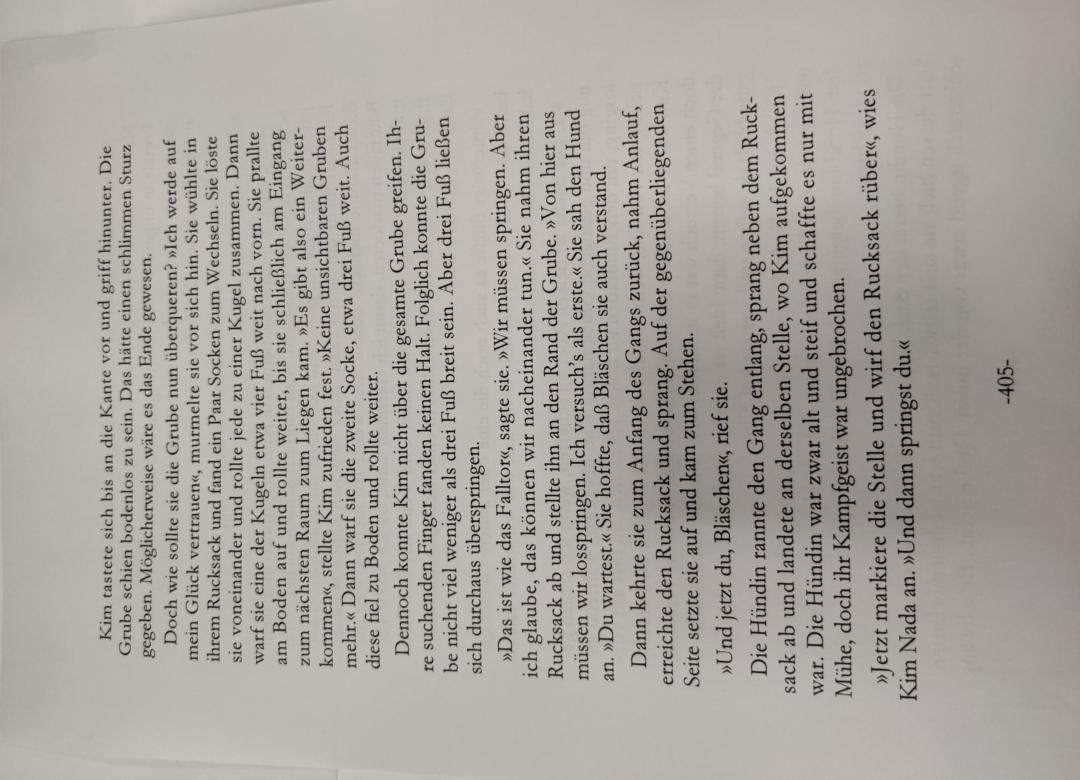 Kim tastete sich bis an die Kante vor und griff hinunter. Die
Grube schien bodenlos zu sein. Das hätte einen schlimmen Sturz
gegeben. Möglicherweise wäre es das Ende gewesen.
Doch wie sollte sie die Grube nun überqueren? »Ich werde auf
mein Glück vertrauen«, murmelte sie vor sich hin. Sie wühlte in
ihrem Rucksack und fand ein Paar Socken zum Wechseln. Sie löste
sie voneinander und rollte jede zu einer Kugel zusammen. Dann
warf sie eine der Kugeln etwa vier Fuß weit nach vorn. Sie prallte
am Boden auf und rollte weiter, bis sie schließlich am Eingang
zum nächsten Raum zum Liegen kam. »Es gibt also ein Weiter-
kommen«, stellte Kim zufrieden fest. »Keine unsichtbaren Gruben
mehr.« Dann warf sie die zweite Socke, etwa drei Fuß weit. Auch
diese fiel zu Boden und rollte weiter.
Dennoch konnte Kim nicht über die gesamte Grube greifen. Ih-
re suchenden Finger fanden keinen Halt. Folglich konnte die Gru-
be nicht viel weniger als drei Fuß breit sein. Aber drei Fuß ließen
sich durchaus überspringen.
»Das ist wie das Falltor«, sagte sie. »Wir müssen springen. Aber
ich glaube, das können wir nacheinander tun.« Sie nahm ihren
Rucksack ab und stellte ihn an den Rand der Grube. »Von hier aus
müssen wir losspringen. Ich versuch's als erste.« Sie sah den Hund
an. »Du wartest.« Sie hoffte, daß Bläschen sie auch verstand.
Dann kehrte sie zum Anfang des Gangs zurück, nahm Anlauf,
erreichte den Rucksack und sprang. Auf der gegenüberliegenden
Seite setzte sie auf und kam zum Stehen.
»Und jetzt du, Bläschen«, rief sie.
Die Hündin rannte den Gang entlang, sprang neben dem Ruck-
sack ab und landete an derselben Stelle, wo Kim aufgekommen
war. Die Hündin war zwar alt und steif und schaffte es nur mit
Mühe, doch ihr Kampfgeist war ungebrochen.
»Jetzt markiere die Stelle und wirf den Rucksack rüber«, wies
Kim Nada an. »Und dann springst du.«
-405-